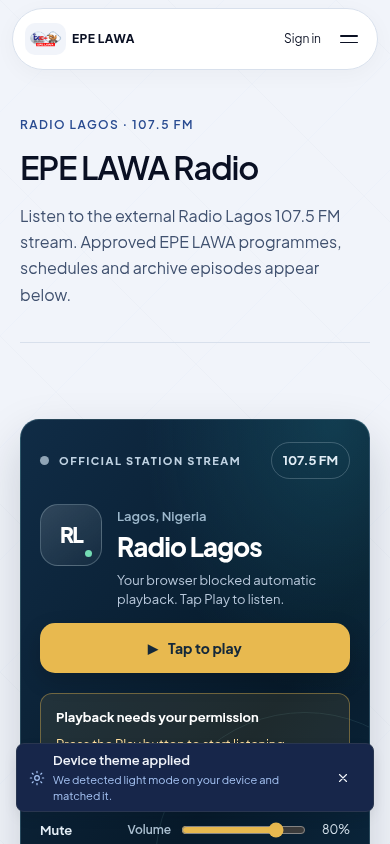 EPE LAWA
Sign in
RADIO LAGOS · 107.5 FM
EPE LAWA Radio
Listen to the external Radio Lagos 107.5 FM
stream. Approved EPE LAWA programmes,
schedules and archive episodes appear
below.
OFFICIAL STATION STREAM
107.5 FM
RL
Lagos, Nigeria
Radio Lagos
Your browser blocked automatic
playback. Tap Play to listen.
Tap to play
Playback needs your permission
Device theme applied
We detected light mode on your device and
matched it.
Mute
Volume
80%